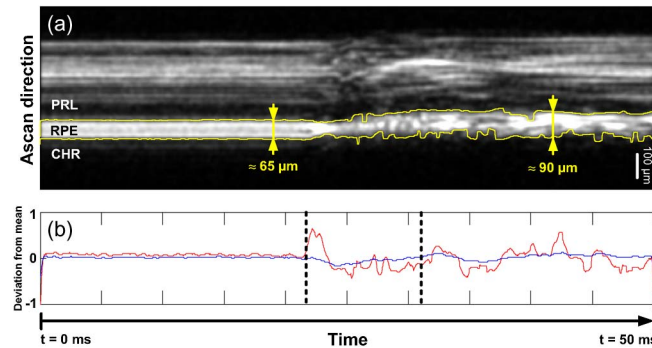 (a)
Ascan direction
PRL
RPE
CHR
≈ 65 μm
≈ 90 μm
100 μm
(b)
Deviation from mean
1
0
-1
t = 0 ms
Time
t = 50 ms